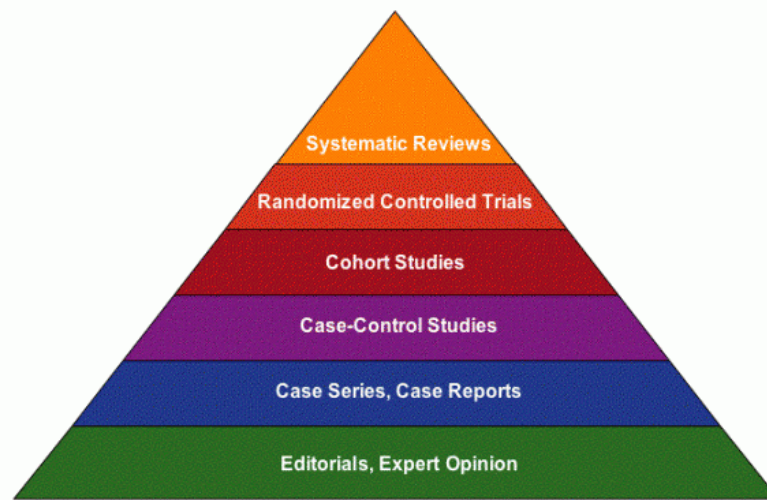 Systematic Reviews
Randomized Controlled Trials
Cohort Studies
Case-Control Studies
Case Series, Case Reports
Editorials, Expert Opinion